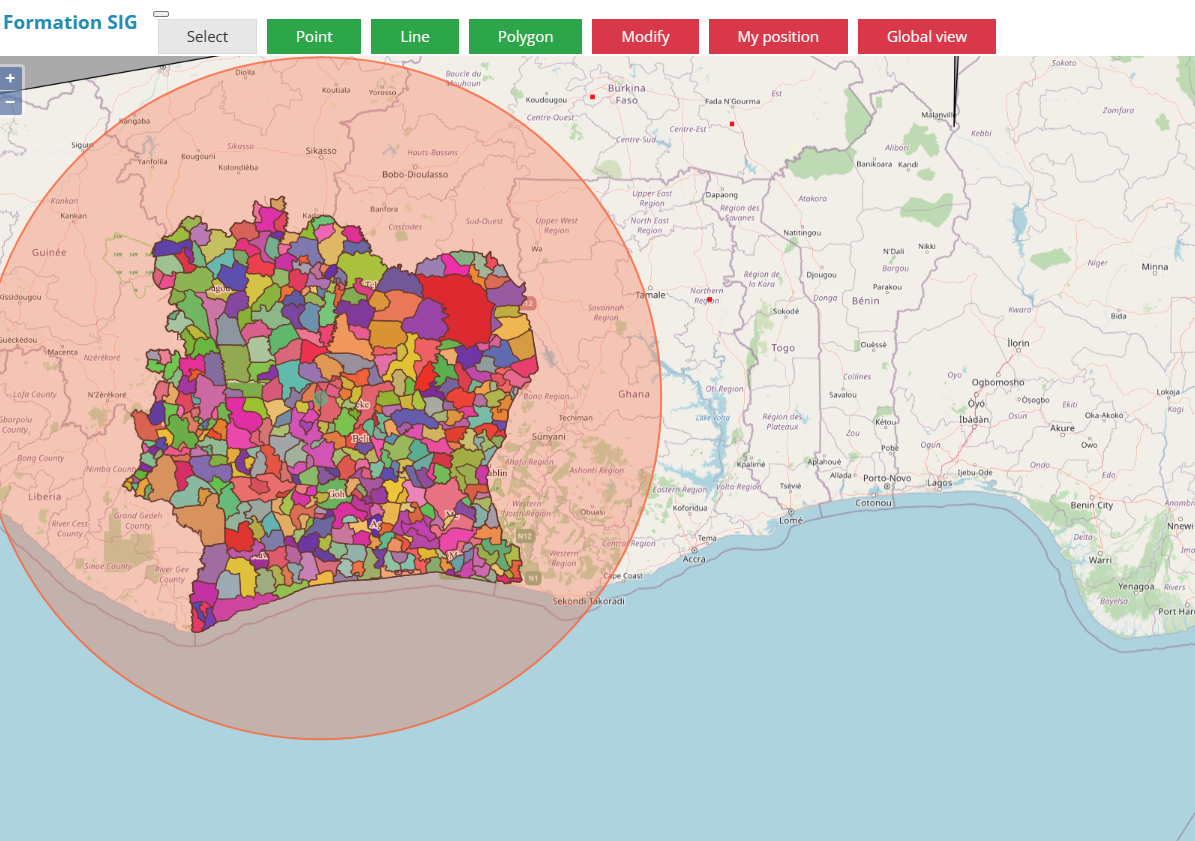 Formation SIG
Select
Point
Line
Polygon
Modify
My position
Global view
+
−
Dioïla
Koutiala
Yorosso
Boucle du
Mouhoun
Koudougou
Burkina
Faso
Fada N'Gourma
Est
Sokoto
Zamfara
Kangaba
Centre-Ouest
Centre-Est
Centre-Sud
Malanville
Kebbi
Sikasso
Yanfolila
Bougouni
Kolondiéba
Sikasso
Hauts-Bassins
Bobo-Dioulasso
Alibori
Banikoara
Kandi
Kankan
Kankan
Banfora
Cascades
Sud-Ouest
Upper West
Region
Upper East
Region
North East
Region
Dapaong
Région des
Savanes
Atakora
Natitingou
Guinée
Wa
N'Dali
Nikki
Borgou
Niger
Minna
Kissidougou
Tamale
Northern
Region
Région de
la Kara
Djougou
Donga
Parakou
Bénin
Savannah
Region
Sokodé
Kwara
Bida
Guéckédou
Macenta
Nzérékoré
Togo
Ouèssè
Ilorin
N'Zérékoré
Lofa County
Ghana
Bono Region
Oti Region
Collines
Savalou
Oyo
Ogbomosho
Oyo
Osogbo
Ekiti
Lokoja
Kogi
Gbarpolu
County
Techiman
Sunyani
Lake Volta
Région des
Plateaux
Zou
Kétou
Ìbàdàn
Osun
Oka-Akoko
Akure
Owo
Bong County
Nimba County
Ahafo Region
Ashanti Region
Kpalimé
Aplahoué
Pobè
Ogun
Ondo
Edo
Liberia
Grand Gedeh
County
River Cess
County
Western
North Region
Obuasi
Eastern Region
Volta Region
Koforidua
Tsévié
Allada
Porto-Novo
Cotonou
Lagos
Ijebu-Ode
Benin City
Lomé
Sinoe County
River Gee
County
N12
N1
Western
Region
Central Region
Cape Coast
Sekondi-Takoradi
Tema
Accra
Delta
Warri
Yenagoa
Bayelsa
Rivers